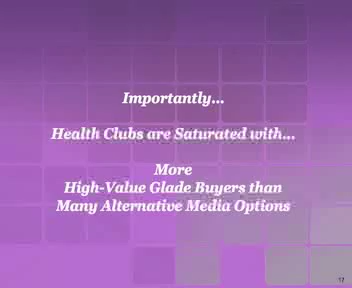 Importantly...
Health Clubs are Saturated with...
More
High-Value Glade Buyers than
Many Alternative Media Options
17